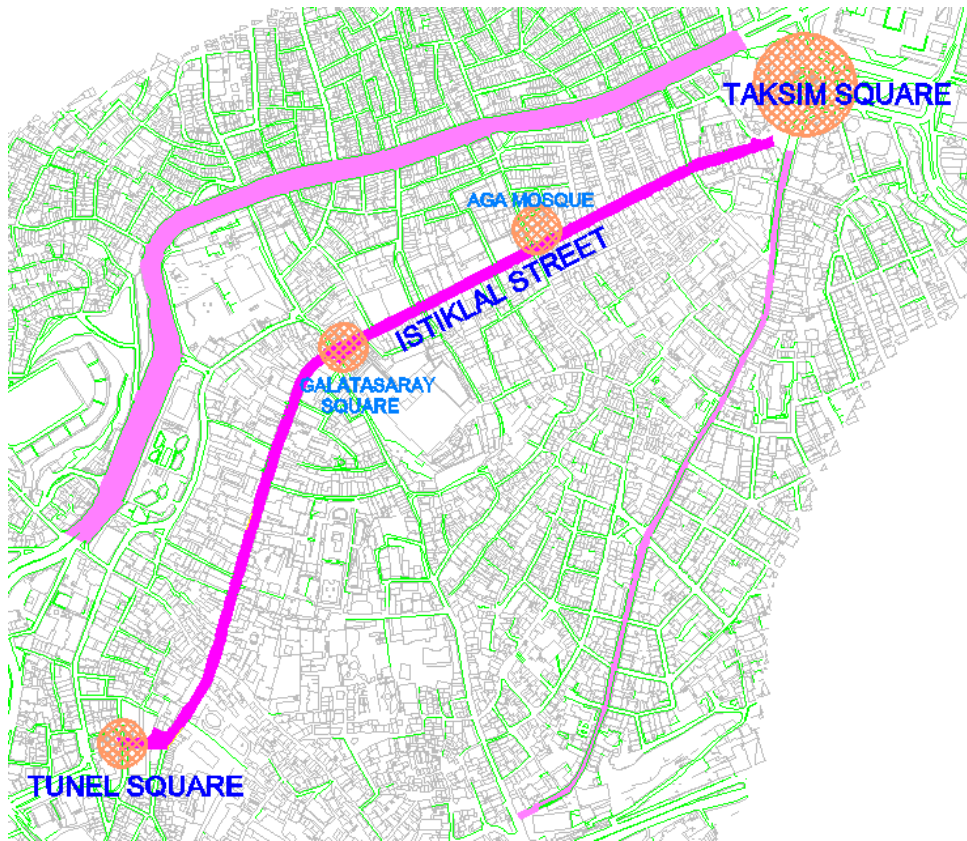 TAKSIM SQUARE
AGA MOSQUE
ISTIKLAL STREET
GALATASARAY
SQUARE
TUNEL SQUARE